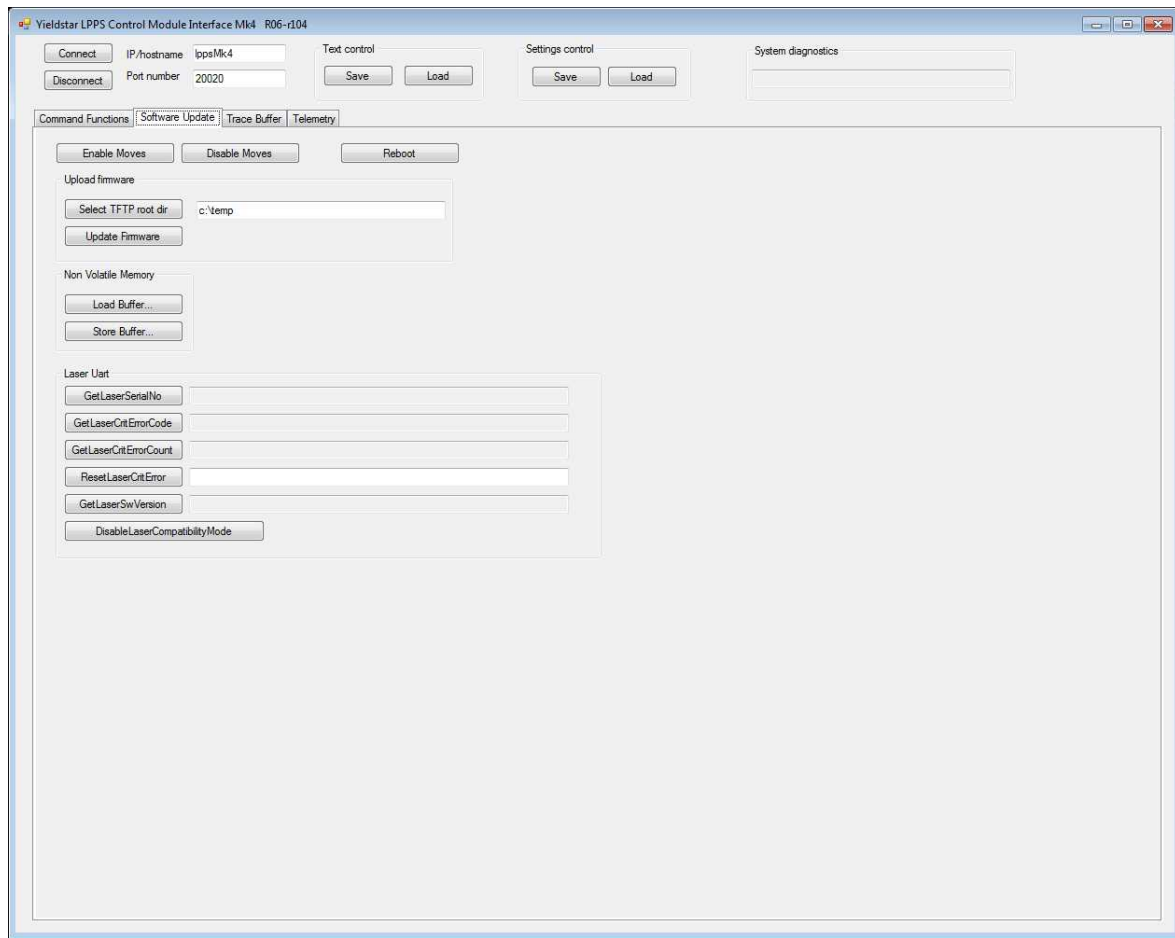 Yieldstar LPPS Control Module Interface Mk4 R06-r104
Connect IP/hostname lppsMk4
Disconnect Port number 20020
Text control
Save Load
Settings control
Save Load
System diagnostics
Command Functions Software Update Trace Buffer Telemetry
Enable Moves Disable Moves Reboot
Upload firmware
Select TFTP root dir c:\temp
Update Firmware
Non Volatile Memory
Load Buffer...
Store Buffer...
Laser Uart
GetLaserSerialNo
GetLaserCritErrorCode
GetLaserCritErrorCount
ResetLaserCritError
GetLaserSwVersion
DisableLaserCompatibilityMode